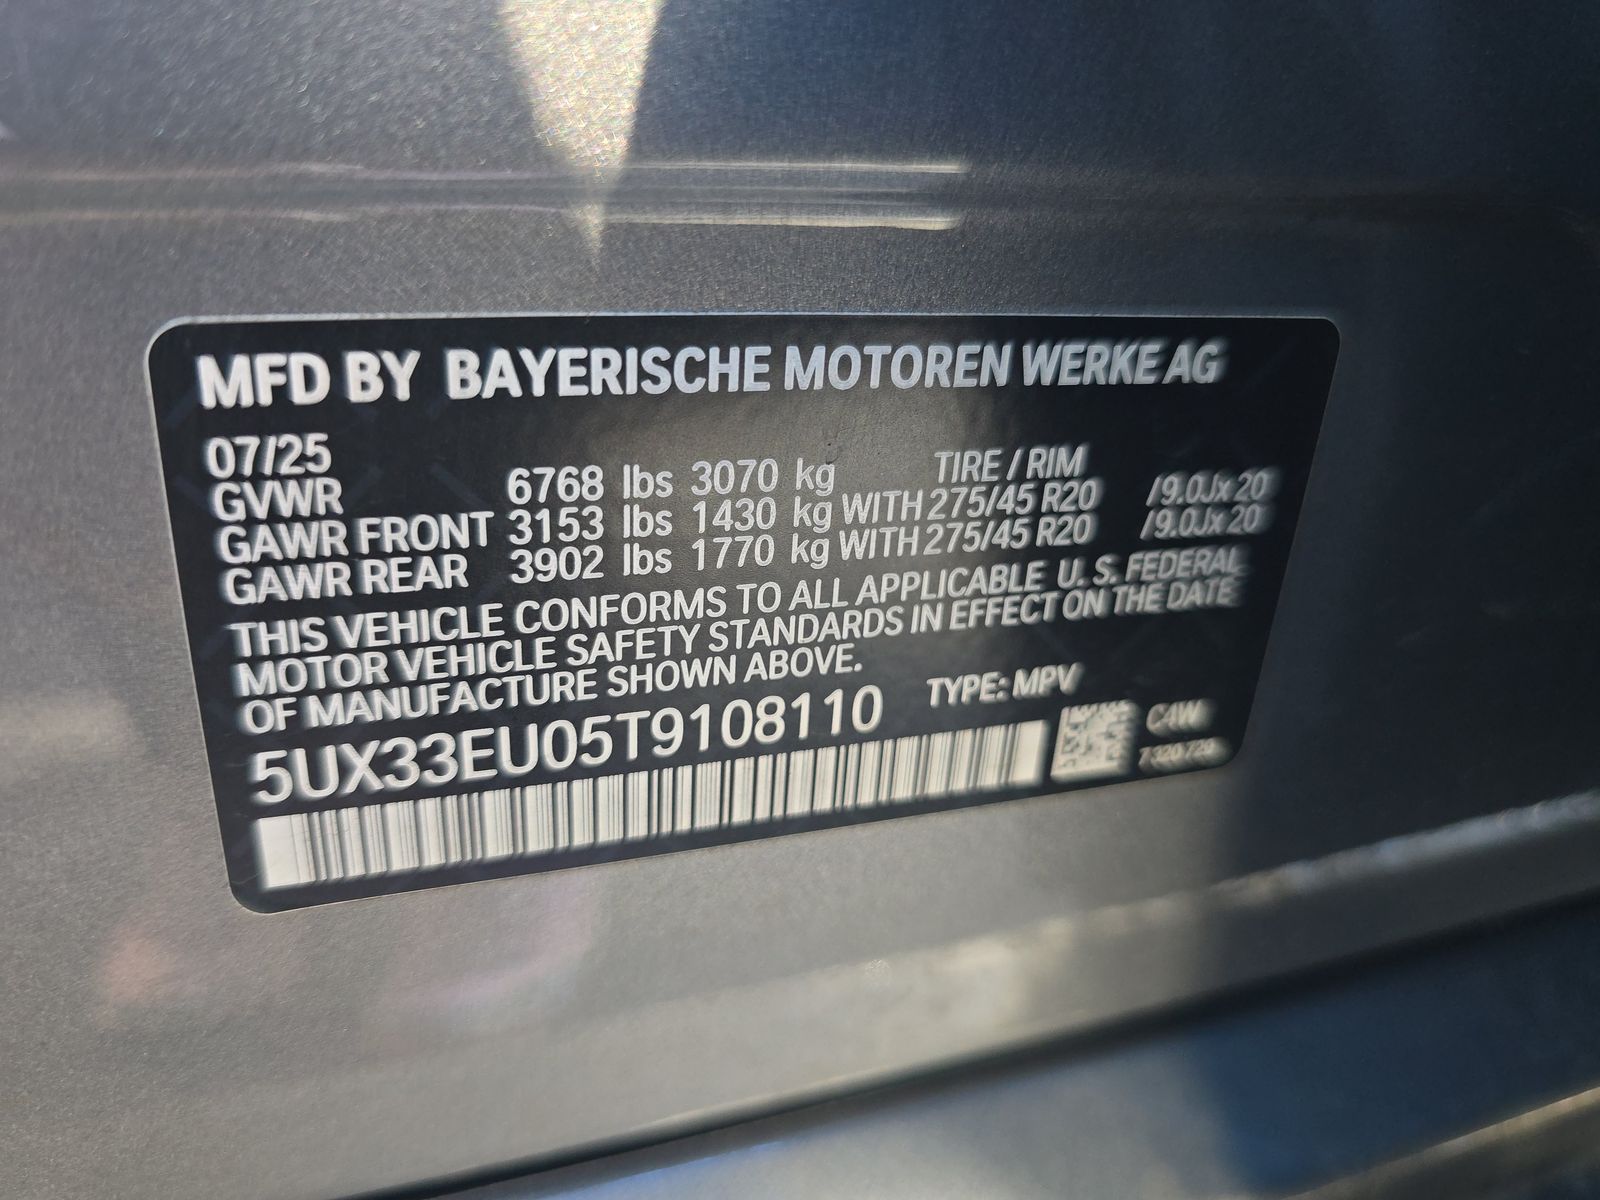 MFD BY BAYERISCHE MOTOREN WERKE AG
07/25
GVWR 6768 lbs 3070 kg TIRE / RIM
GAWR FRONT 3153 lbs 1430 kg WITH 275/45 R20 /9.0Jx20
GAWR REAR 3902 lbs 1770 kg WITH 275/45 R20 /9.0Jx20
THIS VEHICLE CONFORMS TO ALL APPLICABLE U. S. FEDERAL
MOTOR VEHICLE SAFETY STANDARDS IN EFFECT ON THE DATE
OF MANUFACTURE SHOWN ABOVE.
5UX33EU05T9108110 TYPE: MPV
C4W